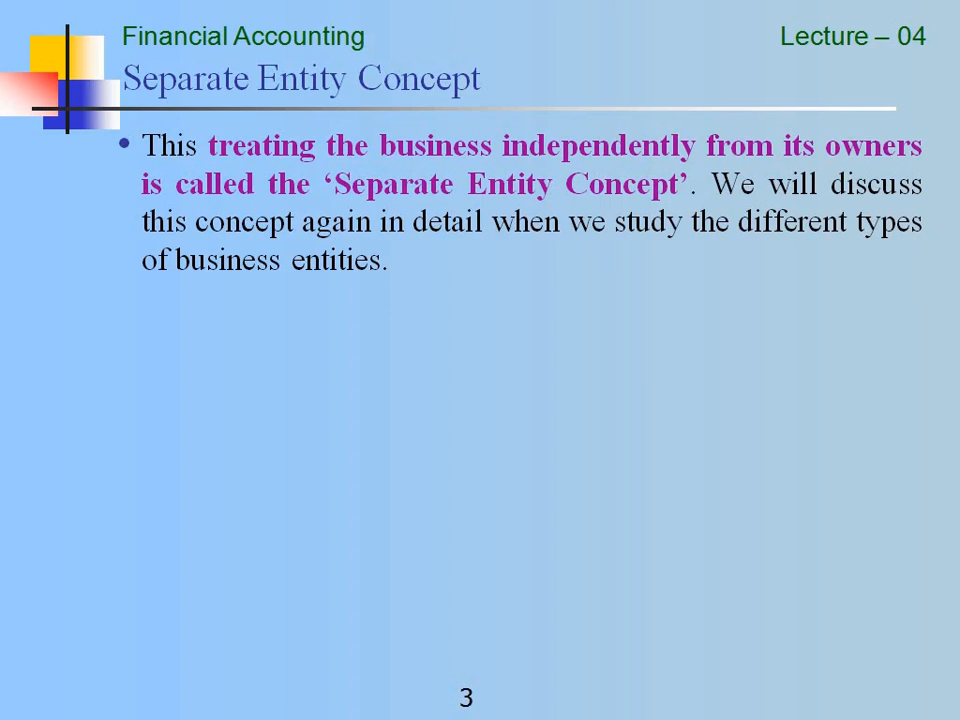 Financial Accounting
Lecture – 04
Separate Entity Concept
• This treating the business independently from its owners
is called the ‘Separate Entity Concept’. We will discuss
this concept again in detail when we study the different types
of business entities.
3